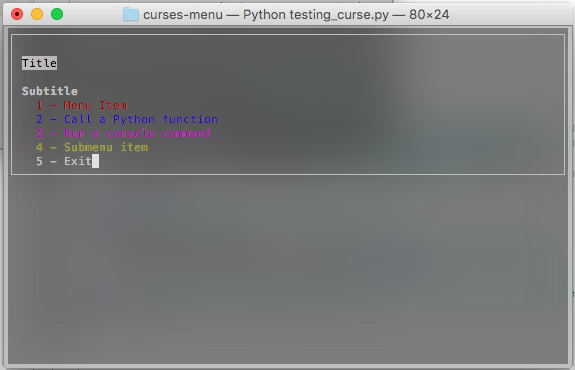 curses-menu — Python testing_curse.py — 80×24
Title
Subtitle
1 - Menu Item
2 - Call a Python function
3 - Run a console command
4 - Submenu item
5 - Exit